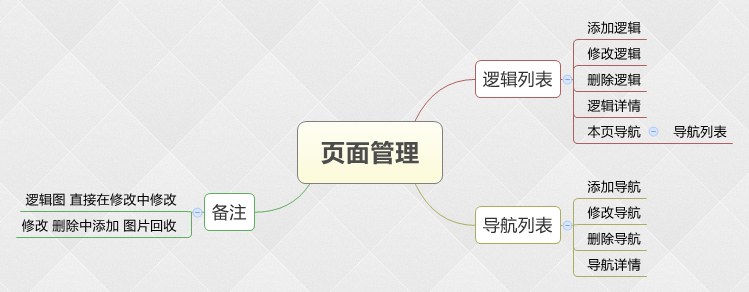 页面管理
逻辑列表
添加逻辑
修改逻辑
删除逻辑
逻辑详情
本页导航
导航列表
导航列表
添加导航
修改导航
删除导航
导航详情
备注
逻辑图 直接在修改中修改
修改 删除中添加 图片回收